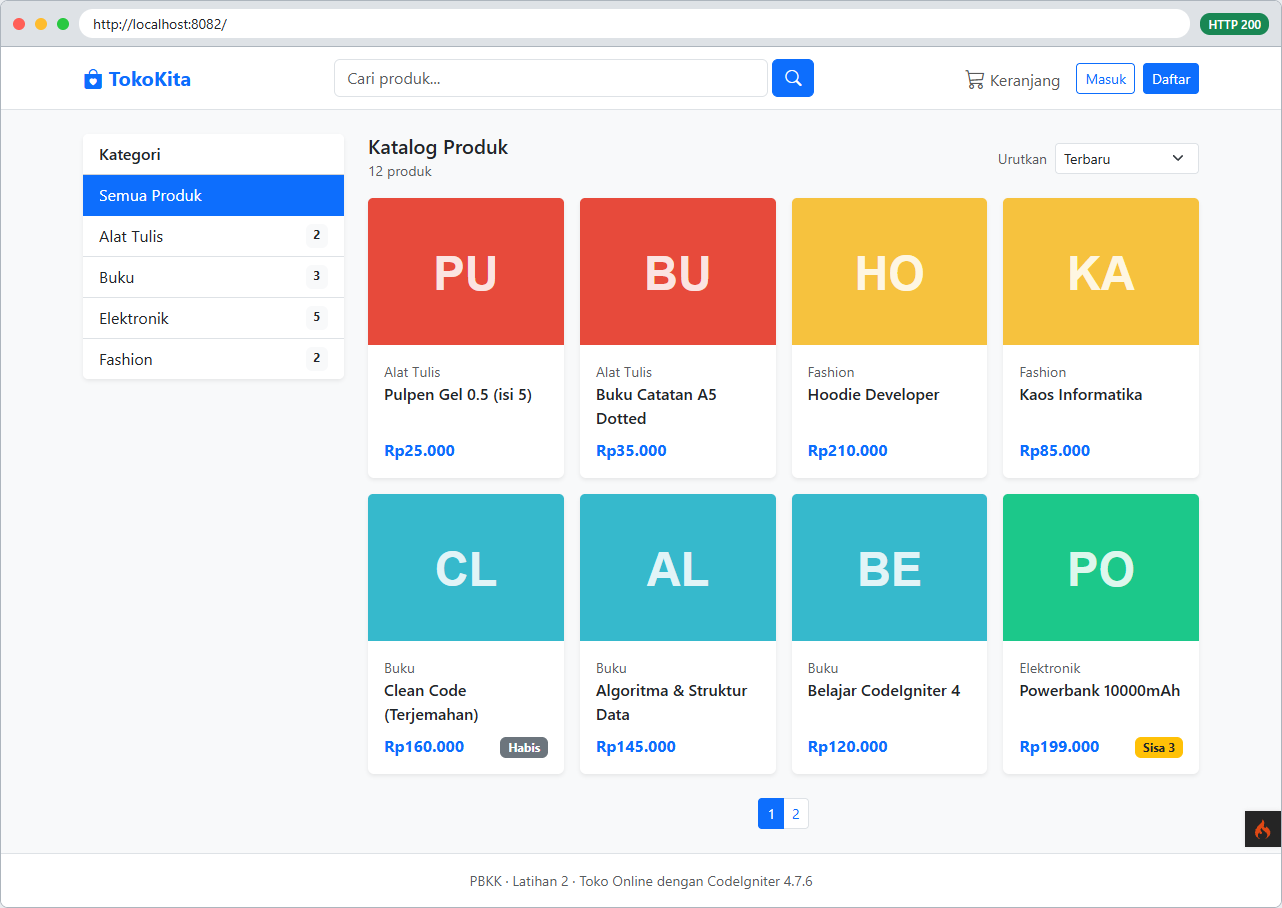 http://localhost:8082/
HTTP 200
TokoKita
Cari produk...
Keranjang
Masuk
Daftar
Kategori
Semua Produk
Alat Tulis 2
Buku 3
Elektronik 5
Fashion 2
Katalog Produk
12 produk
Urutkan
Terbaru
PU
Alat Tulis
Pulpen Gel 0.5 (isi 5)
Rp25.000
BU
Alat Tulis
Buku Catatan A5
Dotted
Rp35.000
HO
Fashion
Hoodie Developer
Rp210.000
KA
Fashion
Kaos Informatika
Rp85.000
CL
Buku
Clean Code
(Terjemahan)
Rp160.000
Habis
AL
Buku
Algoritma & Struktur
Data
Rp145.000
BE
Buku
Belajar CodeIgniter 4
Rp120.000
PO
Elektronik
Powerbank 10000mAh
Rp199.000
Sisa 3
1 2
PBKK · Latihan 2 · Toko Online dengan CodeIgniter 4.7.6